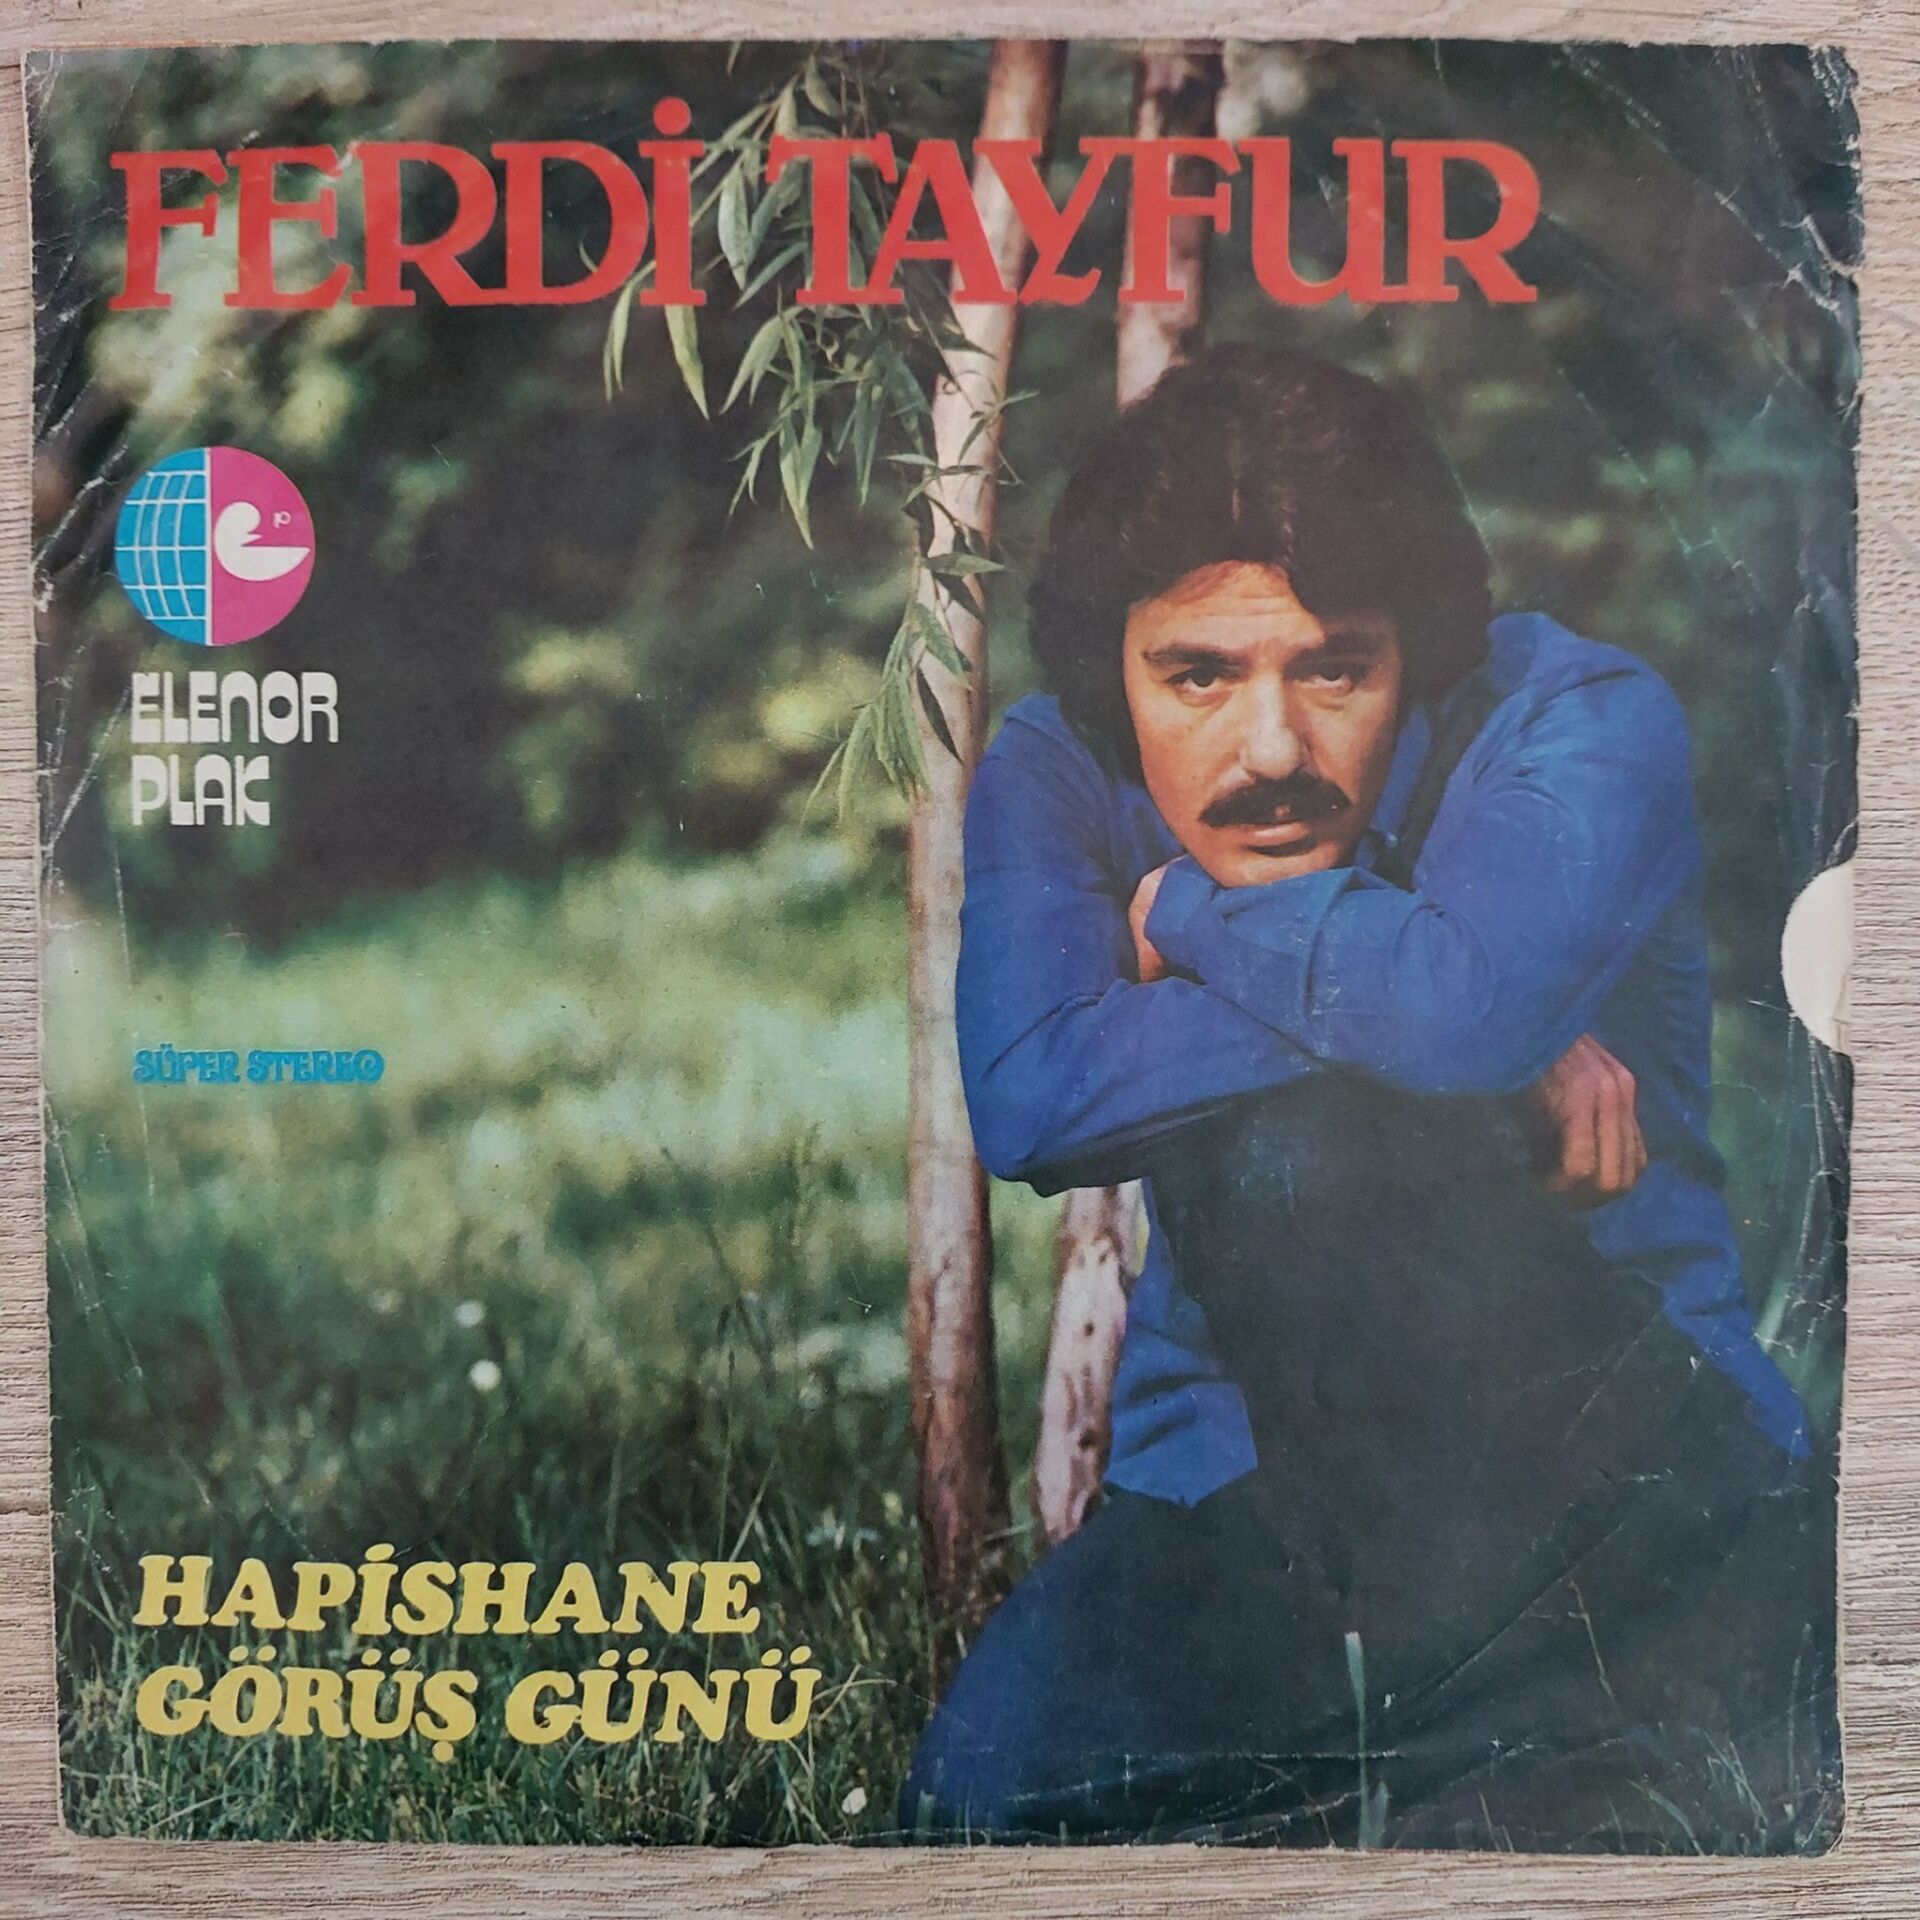 FERDİ TAYFUR
ELENOR
PLAK
SÜPER STEREO
HAPİSHANE
GÖRÜŞ GÜNÜ